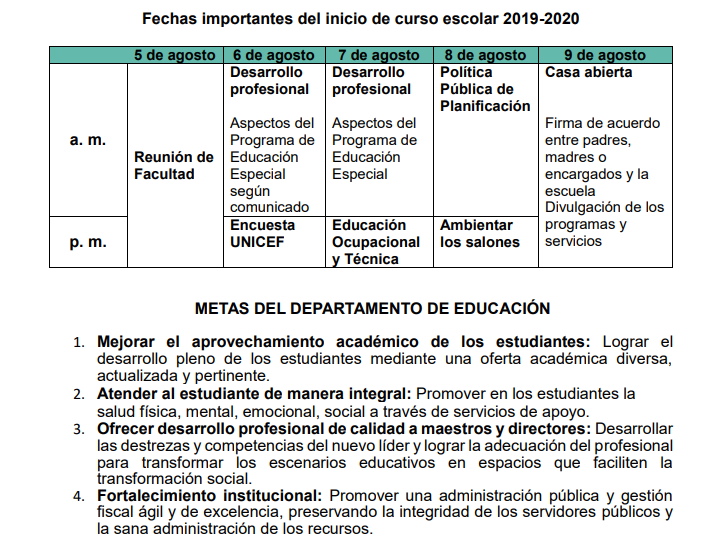 Fechas importantes del inicio de curso escolar 2019-2020
5 de agosto 6 de agosto 7 de agosto 8 de agosto 9 de agosto
a. m.
Reunión de
Facultad
Desarrollo
profesional
Aspectos del
Programa de
Educación
Especial
según
comunicado
Desarrollo
profesional
Aspectos del
Programa de
Educación
Especial
Política
Pública de
Planificación
Casa abierta
Firma de acuerdo
entre padres,
madres o
encargados y la
escuela
Divulgación de los
programas y
servicios
p. m.
Encuesta
UNICEF
Educación
Ocupacional
y Técnica
Ambientar
los salones
METAS DEL DEPARTAMENTO DE EDUCACIÓN
1. Mejorar el aprovechamiento académico de los estudiantes: Lograr el
desarrollo pleno de los estudiantes mediante una oferta académica diversa,
actualizada y pertinente.
2. Atender al estudiante de manera integral: Promover en los estudiantes la
salud física, mental, emocional, social a través de servicios de apoyo.
3. Ofrecer desarrollo profesional de calidad a maestros y directores: Desarrollar
las destrezas y competencias del nuevo líder y lograr la adecuación del profesional
para transformar los escenarios educativos en espacios que faciliten la
transformación social.
4. Fortalecimiento institucional: Promover una administración pública y gestión
fiscal ágil y de excelencia, preservando la integridad de los servidores públicos y
la sana administración de los recursos.